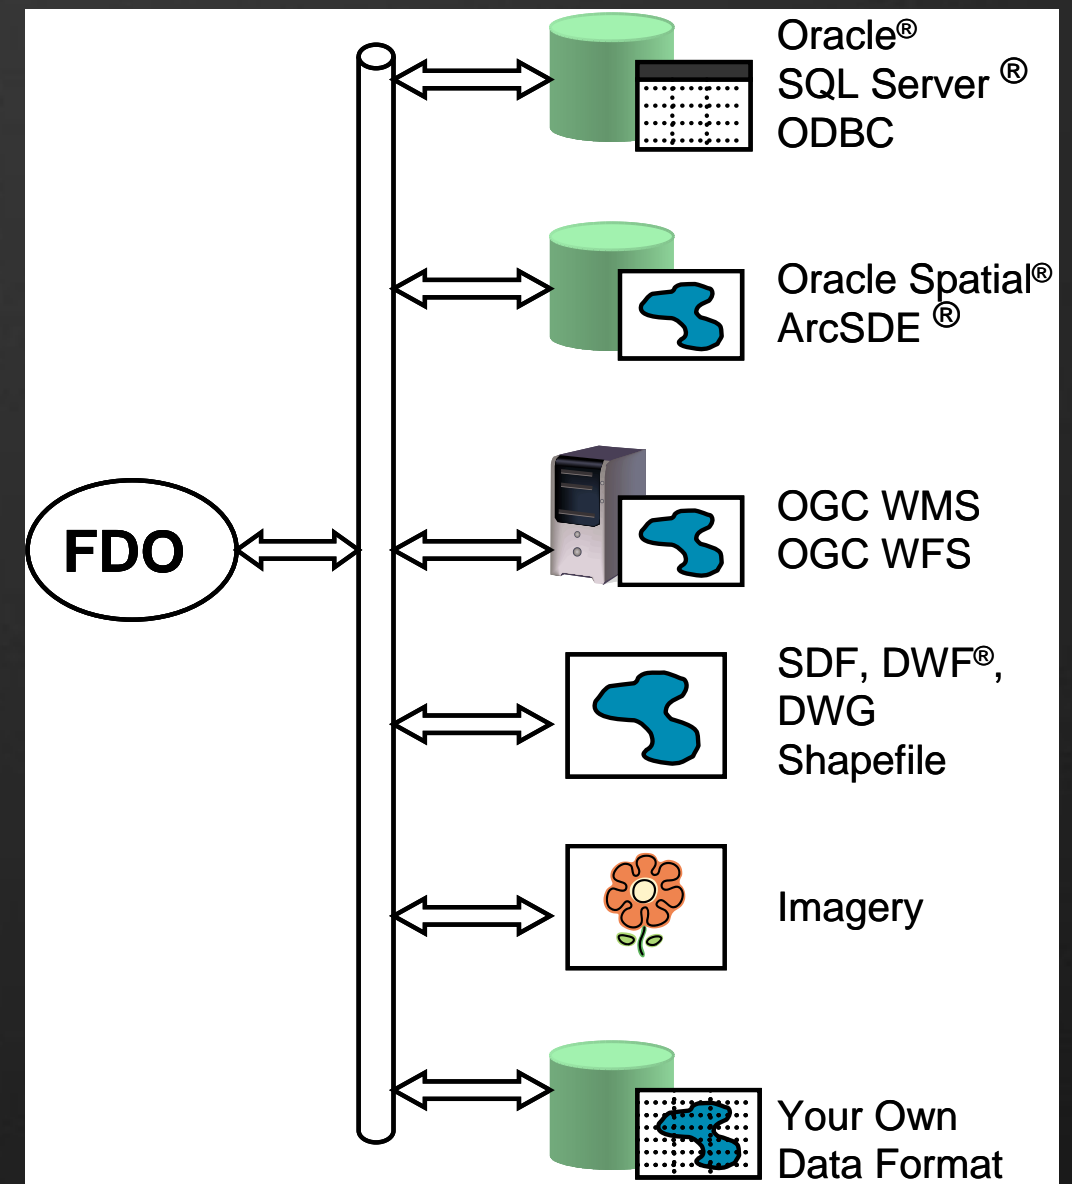 Oracle®
SQL Server ®
ODBC
Oracle Spatial®
ArcSDE ®
FDO
OGC WMS
OGC WFS
SDF, DWF®,
DWG
Shapefile
Imagery
Your Own
Data Format